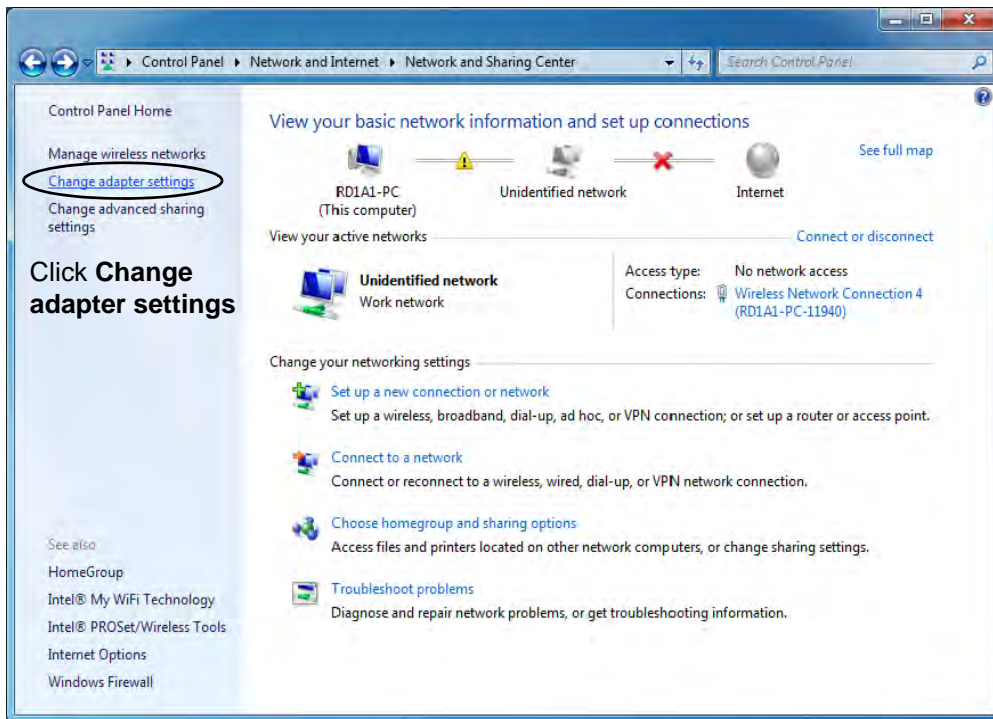 Control Panel ▸ Network and Internet ▸ Network and Sharing Center
Search Control Panel
Control Panel Home
Manage wireless networks
Change adapter settings
Change advanced sharing
settings
Click Change
adapter settings
See also
HomeGroup
Intel® My WiFi Technology
Intel® PROSet/Wireless Tools
Internet Options
Windows Firewall
View your basic network information and set up connections
See full map
RD1A1-PC
(This computer)
Unidentified network
Internet
View your active networks
Connect or disconnect
Unidentified network
Work network
Access type: No network access
Connections: Wireless Network Connection 4
(RD1A1-PC-11940)
Change your networking settings
Set up a new connection or network
Set up a wireless, broadband, dial-up, ad hoc, or VPN connection; or set up a router or access point.
Connect to a network
Connect or reconnect to a wireless, wired, dial-up, or VPN network connection.
Choose homegroup and sharing options
Access files and printers located on other network computers, or change sharing settings.
Troubleshoot problems
Diagnose and repair network problems, or get troubleshooting information.